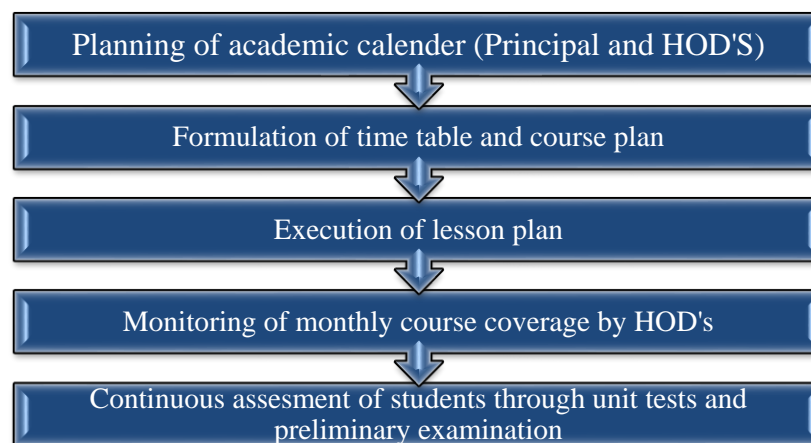 Planning of academic calender (Principal and HOD'S)
Formulation of time table and course plan
Execution of lesson plan
Monitoring of monthly course coverage by HOD's
Continuous assesment of students through unit tests and
preliminary examination